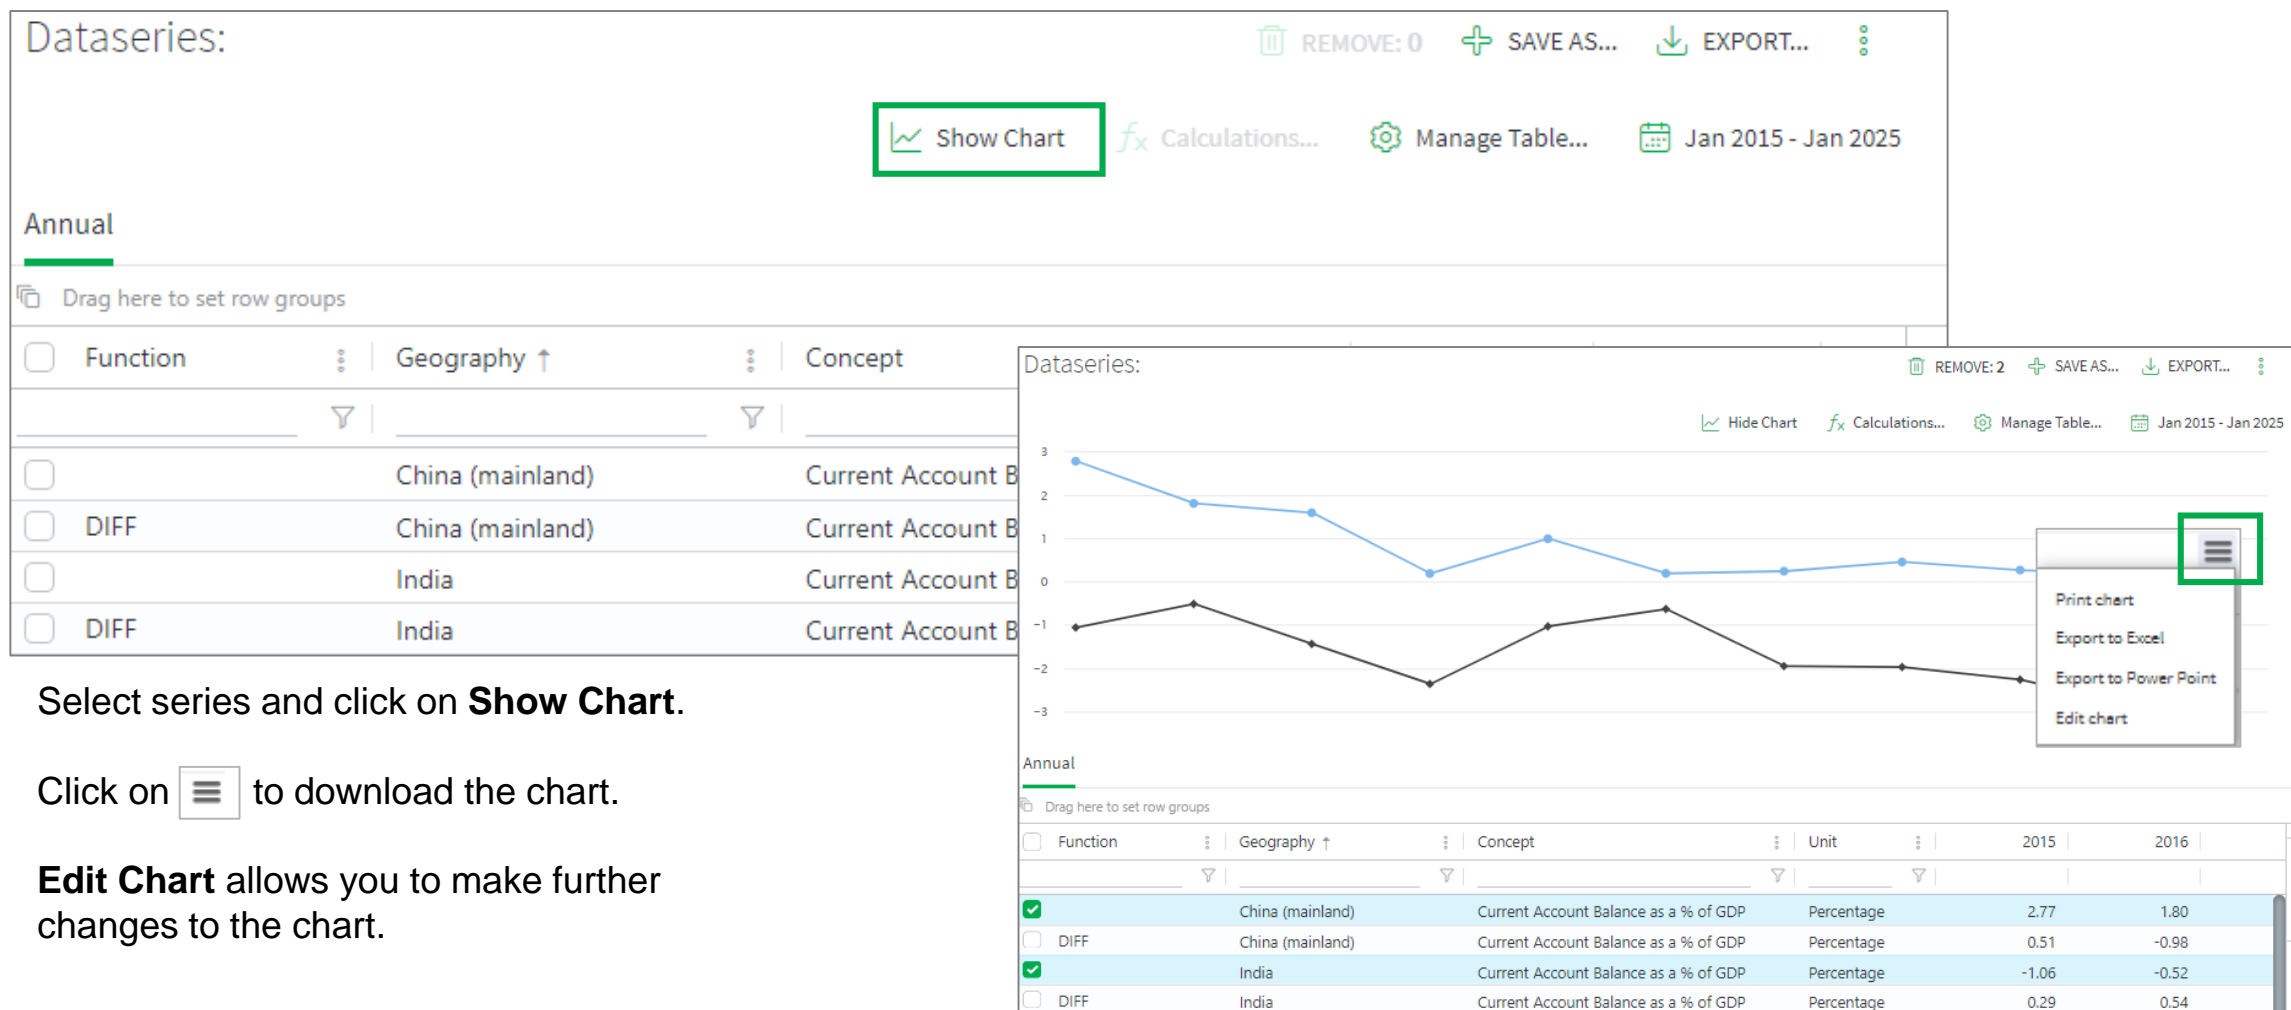 Dataseries:
REMOVE: 0 SAVE AS... EXPORT...
Show Chart fx Calculations... Manage Table... Jan 2015 - Jan 2025
Annual
Drag here to set row groups
Function Geography ↑ Concept
China (mainland) Current Account B
DIFF China (mainland) Current Account B
India Current Account B
DIFF India Current Account B
Select series and click on Show Chart.
Click on to download the chart.
Edit Chart allows you to make further
changes to the chart.
Dataseries:
REMOVE: 2 SAVE AS... EXPORT...
Hide Chart fx Calculations... Manage Table... Jan 2015 - Jan 2025
3
2
1
0
-1
-2
-3
Print chart
Export to Excel
Export to Power Point
Edit chart
Annual
Drag here to set row groups
Function Geography ↑ Concept Unit 2015 2016
China (mainland) Current Account Balance as a % of GDP Percentage 2.77 1.80
DIFF China (mainland) Current Account Balance as a % of GDP Percentage 0.51 -0.98
India Current Account Balance as a % of GDP Percentage -1.06 -0.52
DIFF India Current Account Balance as a % of GDP Percentage 0.29 0.54